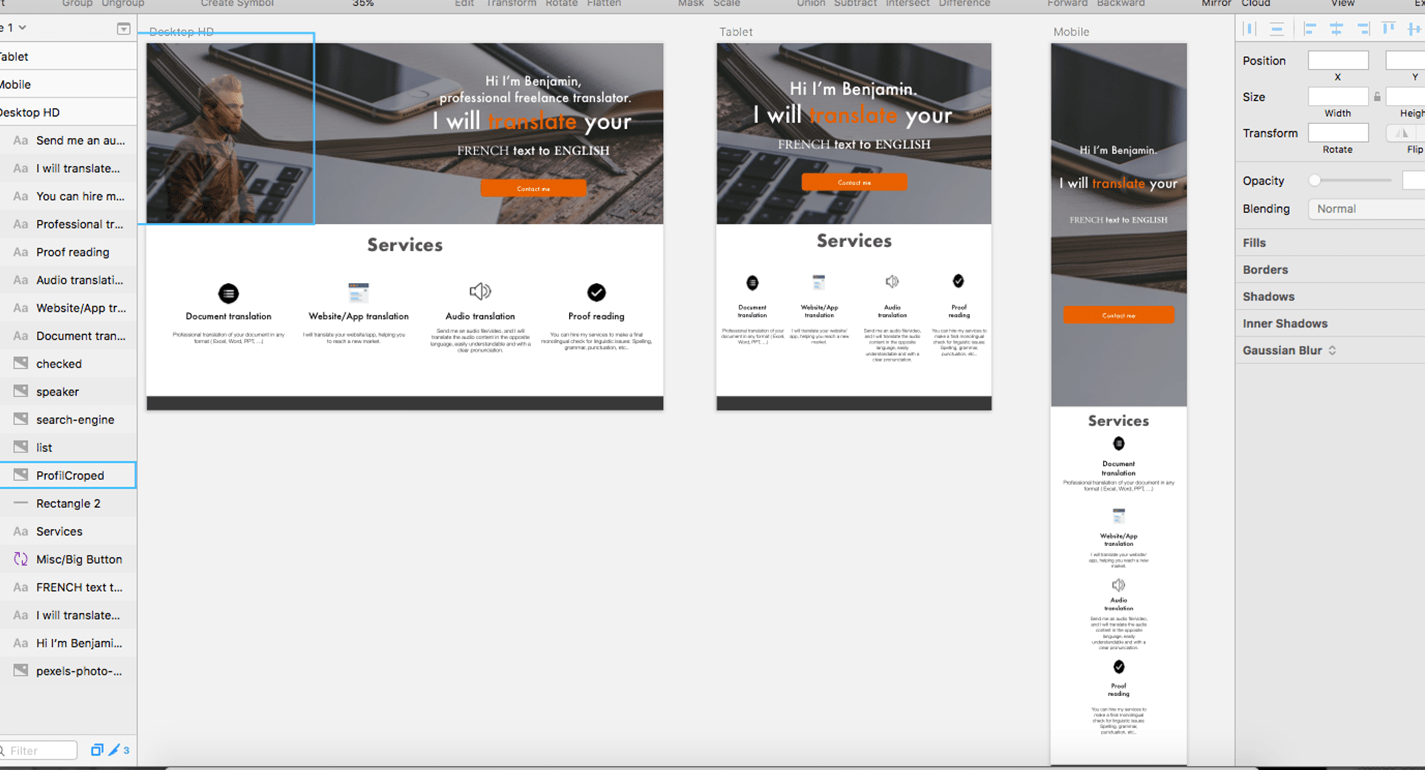 Group
Ungroup
Create Symbol
35%
Edit
Transform
Rotate
Flatten
Mask
Scale
Union
Subtract
Intersect
Difference
Forward
Backward
Mirror
Cloud
View
e 1
Tablet
Mobile
Desktop HD
Aa Send me an au...
Aa I will translate...
Aa You can hire m...
Aa Professional tr...
Aa Proof reading
Aa Audio translati...
Aa Website/App tr...
Aa Document tran...
checked
speaker
search-engine
list
ProfilCroped
Rectangle 2
Aa Services
Misc/Big Button
Aa FRENCH text t...
Aa I will translate...
Aa Hi I'm Benjami...
pexels-photo-...
Filter
3
Desktop HD
Hi I'm Benjamin,
professional freelance translator.
I will translate your
FRENCH text to ENGLISH
Contact me
Services
Document translation
Professional translation of your document in any
format ( Excel, Word, PPT, ...)
Website/App translation
I will translate your website/app, helping you
to reach a new market.
Audio translation
Send me an audio file/video, and I will
translate the audio content in the opposite
language, easily understandable and with a
clear pronunciation.
Proof reading
You can hire my services to make a final
monolingual check for linguistic issues: Spelling,
grammar, punctuation, etc..
Tablet
Hi I'm Benjamin.
I will translate your
FRENCH text to ENGLISH
Contact me
Services
Document
translation
Professional translation of your
document in any format ( Excel,
Word, PPT, ...)
Website/App
translation
I will translate your website/
app, helping you reach a new
market.
Audio
translation
Send me an audio file/video,
and I will translate the audio
content in the opposite
language, easily
understandable and with a
clear pronunciation.
Proof
reading
You can hire my services to
make a final monolingual
check for linguistic issues
Spelling, grammar,
punctuation, etc..
Mobile
Hi I'm Benjamin.
I will translate your
FRENCH text to ENGLISH
Contact me
Services
Document
translation
Professional translation of your document in any
format ( Excel, Word, PPT, ...)
Website/App
translation
I will translate your website/
app, helping you reach a new
market.
Audio
translation
Send me an audio file/video,
and I will translate the audio
content in the opposite
language, easily
understandable and with a
clear pronunciation.
Proof
reading
You can hire my services to
make a final monolingual
check for linguistic issues
Spelling, grammar,
punctuation, etc..
Position
X
Y
Size
Width
Heigh
Transform
Rotate
Flip
Opacity
Blending
Normal
Fills
Borders
Shadows
Inner Shadows
Gaussian Blur